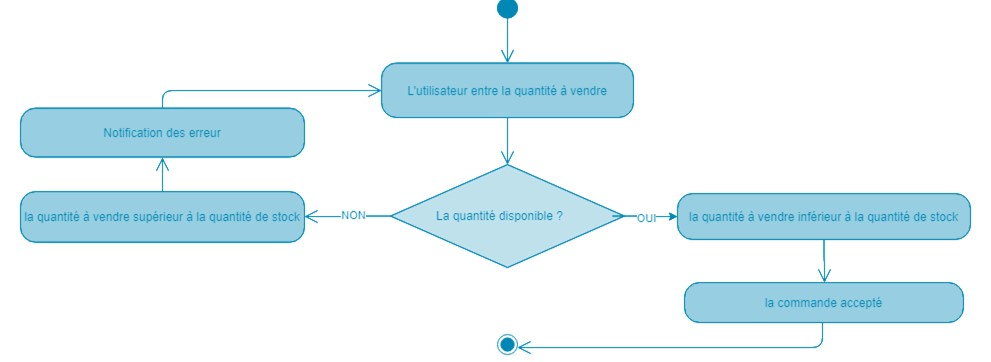 L'utilisateur entre la quantité à vendre
Notification des erreur
la quantité à vendre supérieur à la quantité de stock
NON
La quantité disponible ?
OUI
la quantité à vendre inférieur à la quantité de stock
la commande accepté